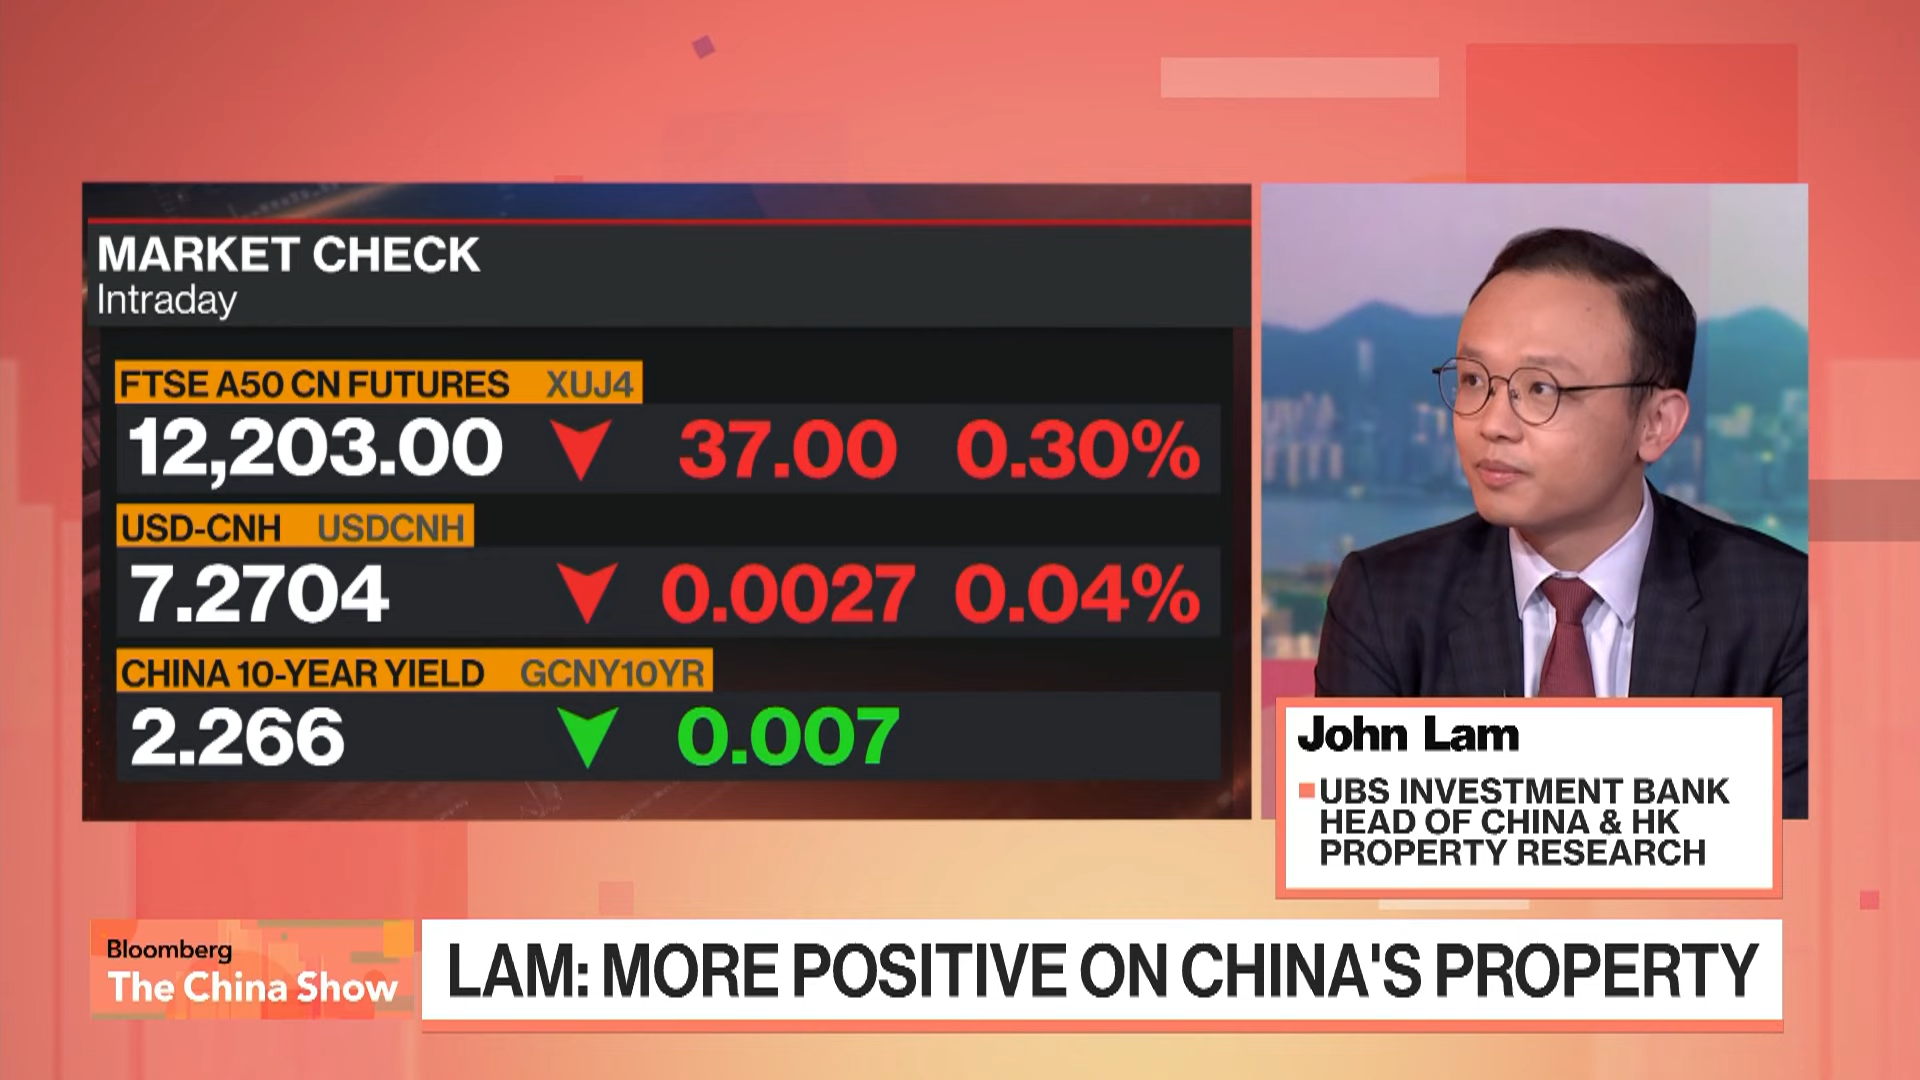 MARKET CHECK
Intraday
FTSE A50 CN FUTURES XUJ4
12,203.00 37.00 0.30%
USD-CNH USDCNH
7.2704 0.0027 0.04%
CHINA 10-YEAR YIELD GCNY10YR
2.266 0.007
John Lam
UBS INVESTMENT BANK
HEAD OF CHINA & HK
PROPERTY RESEARCH
Bloomberg
The China Show
LAM: MORE POSITIVE ON CHINA'S PROPERTY